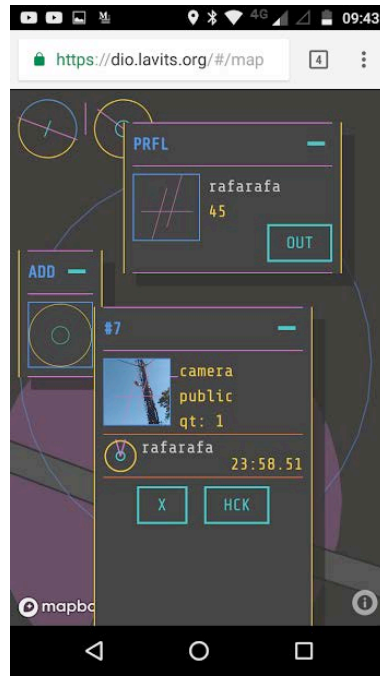 4G 09:43
https://dio.lavits.org/#/map 4
PRFL
rafarafa
45
OUT
ADD
#7
camera
public
qt: 1
rafarafa
23:58.51
X HCK
mapbo